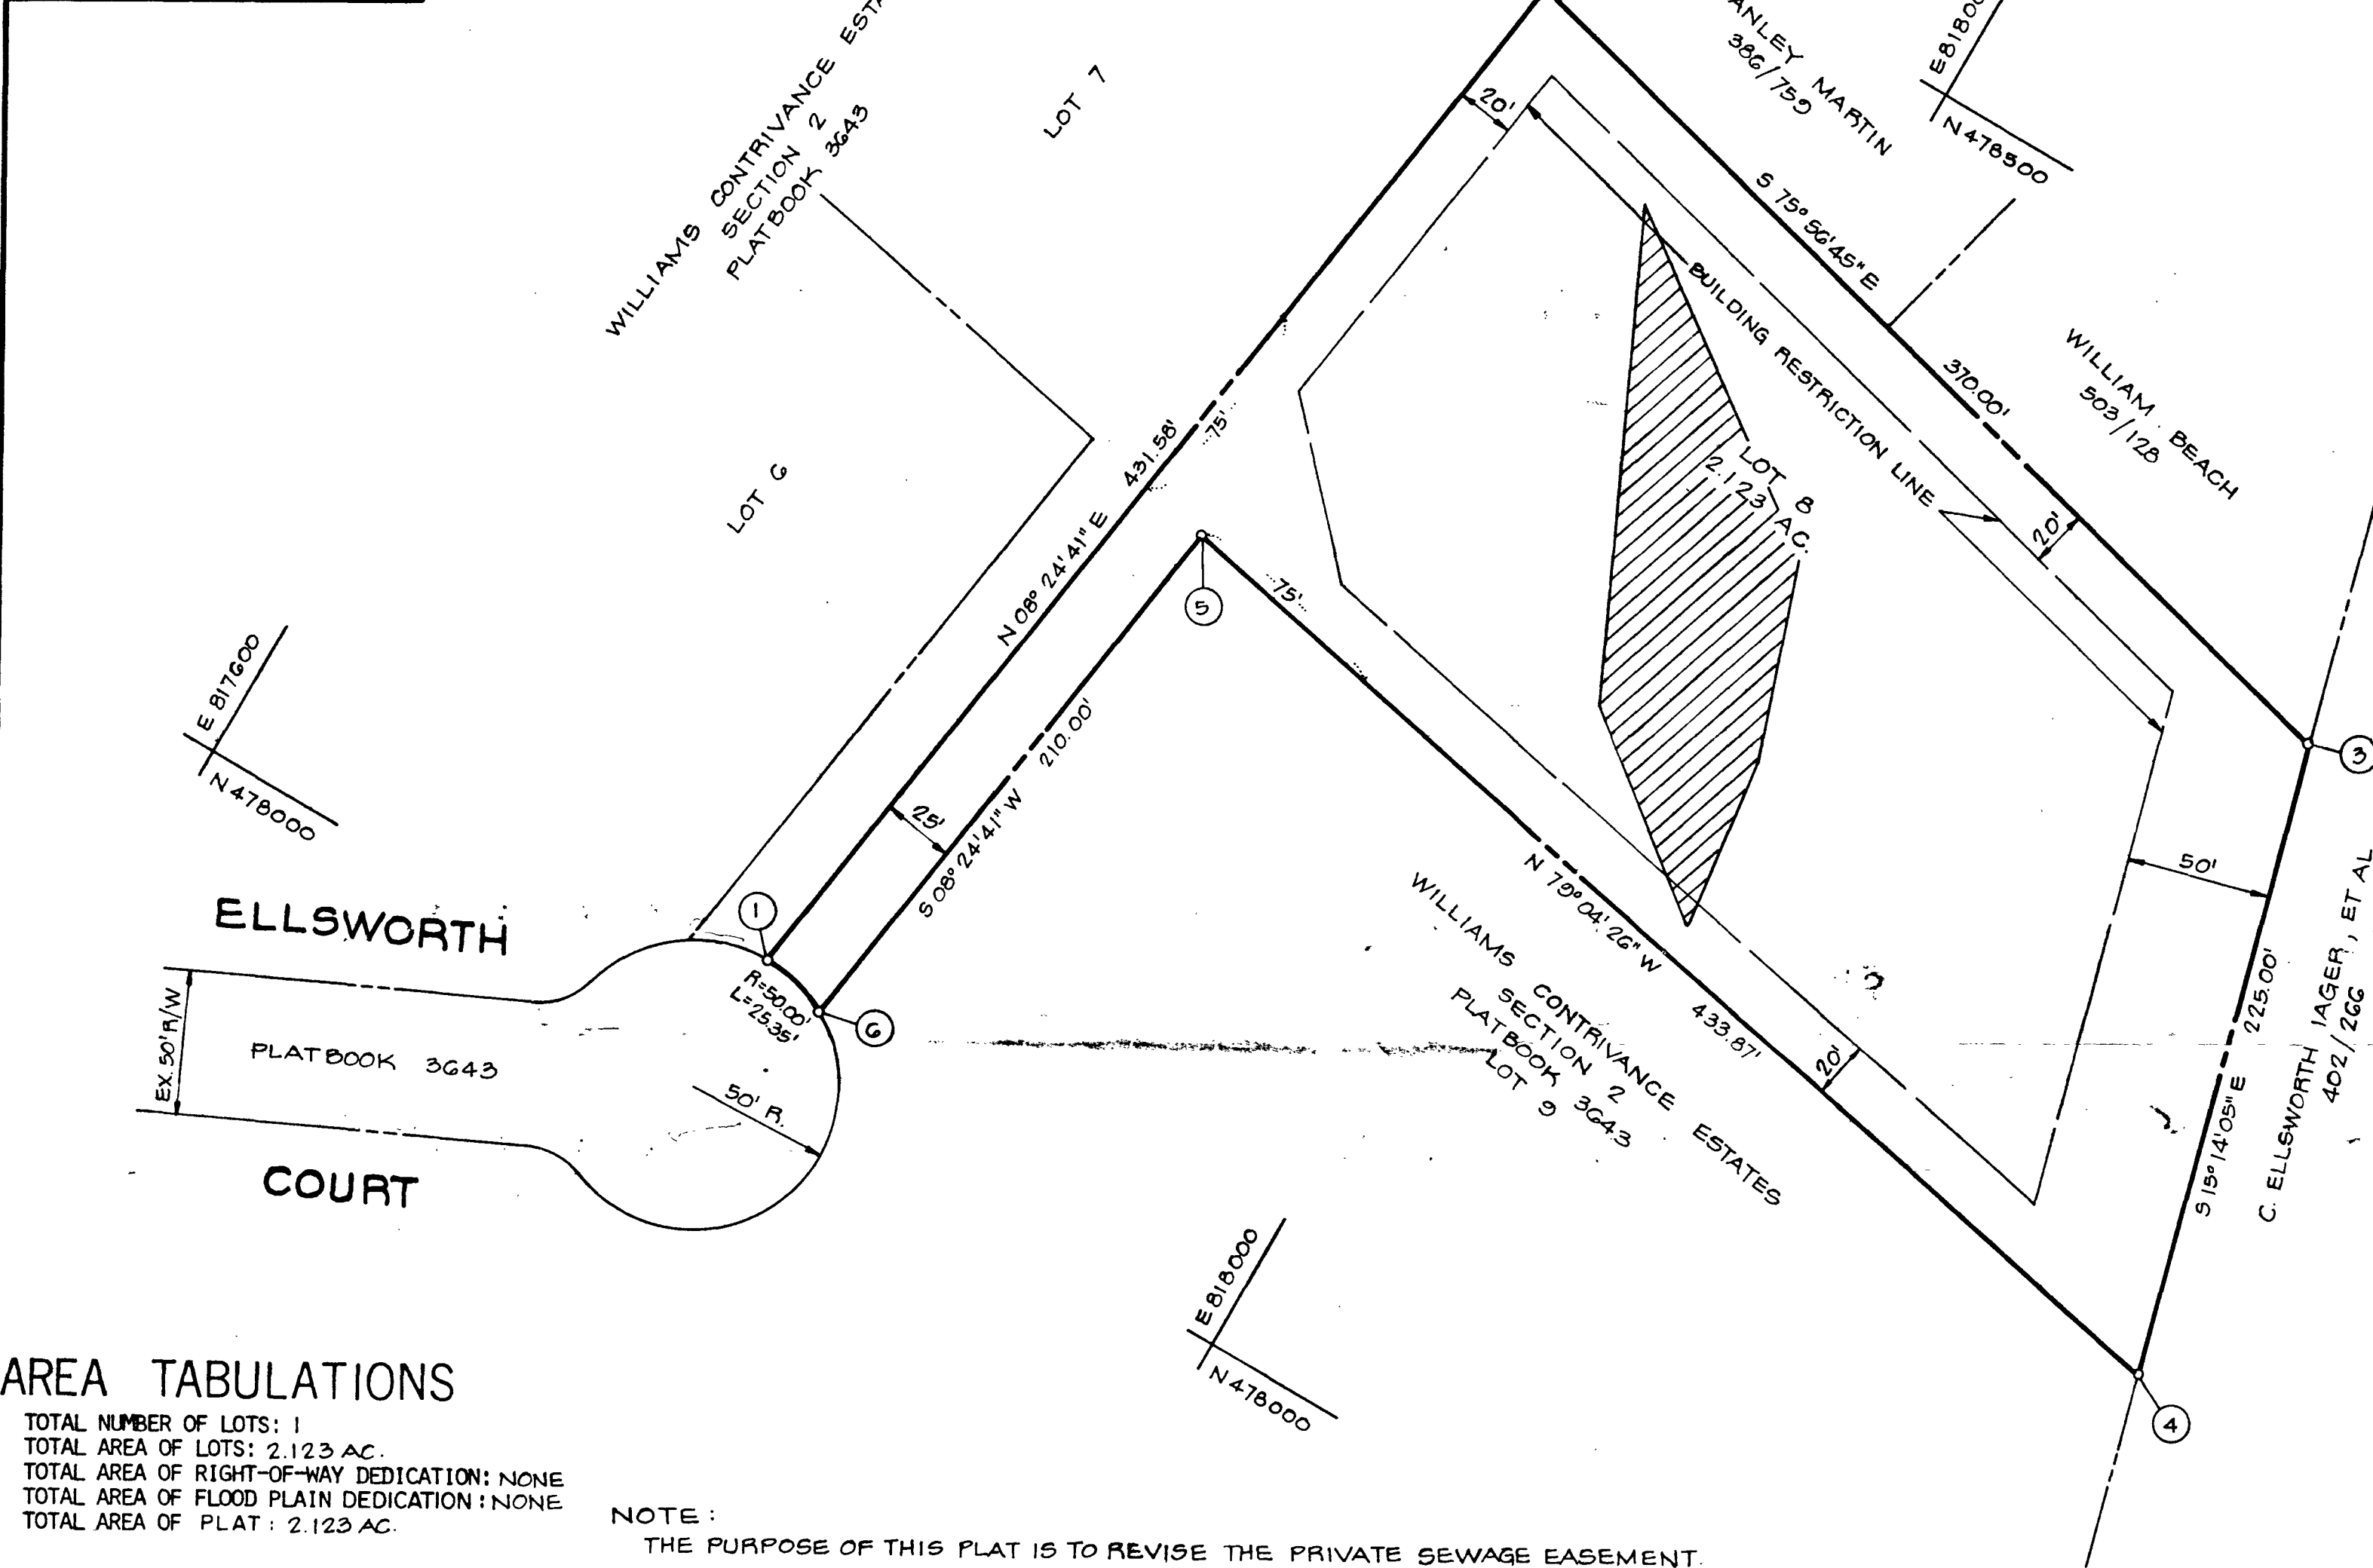 WILLIAMS CONTRIVANCE
SECTION 2
PLATBOOK 3643
LOT 7
LOT 6
386/759
MARTIN
N 478500
20'
S 75° 56' 45" E
370.00'
WILLIAM BEACH
503/128
BUILDING RESTRICTION LINE
LOT 8
2.123 AC.
20'
N 08° 24' 41" E
431.58'
75'
5
75'
S 08° 24' 41" W
210.00'
25'
E 817600
N 478000
3
50'
C. ELLSWORTH IAGER, ET AL
402/266
S 15° 14' 05" E
225.00'
N 79° 04' 26" W
433.87'
20'
WILLIAMS CONTRIVANCE ESTATES
SECTION 2
PLATBOOK 3643
LOT 9
ELLSWORTH
1
R=50.00'
L=25.35'
6
EX. 50' R/W
PLATBOOK 3643
50' R.
COURT
E 818000
N 478000
4
AREA TABULATIONS
TOTAL NUMBER OF LOTS: 1
TOTAL AREA OF LOTS: 2.123 AC.
TOTAL AREA OF RIGHT-OF-WAY DEDICATION: NONE
TOTAL AREA OF FLOOD PLAIN DEDICATION: NONE
TOTAL AREA OF PLAT: 2.123 AC.
NOTE:
THE PURPOSE OF THIS PLAT IS TO REVISE THE PRIVATE SEWAGE EASEMENT.